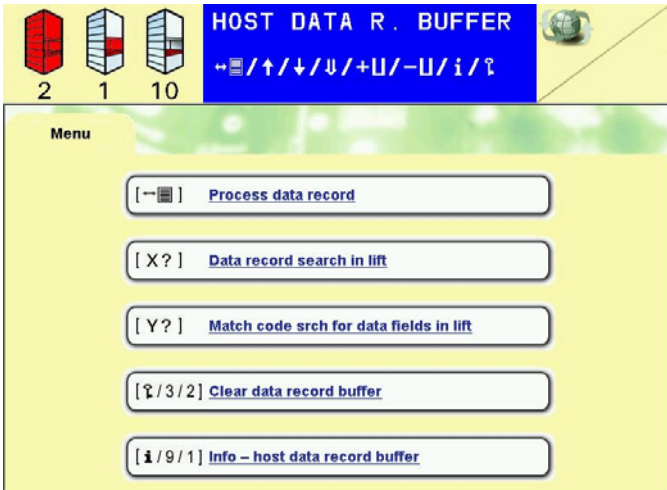 HOST DATA R. BUFFER
↔≣/↑/↓/⇓/+⊔/−⊔/i/⚿
2 1 10
Menu
[↔≣] Process data record
[X?] Data record search in lift
[Y?] Match code srch for data fields in lift
[⚿/3/2] Clear data record buffer
[i/9/1] Info – host data record buffer